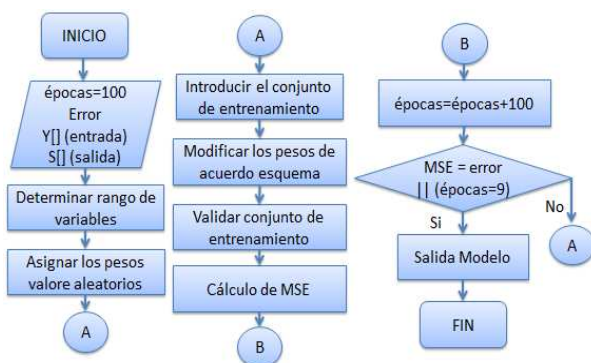 INICIO
épocas=100
Error
Y[] (entrada)
S[] (salida)
Determinar rango de
variables
Asignar los pesos
valore aleatorios
A
A
Introducir el conjunto
de entrenamiento
Modificar los pesos de
acuerdo esquema
Validar conjunto de
entrenamiento
Cálculo de MSE
B
B
épocas=épocas+100
MSE = error
|| (épocas=9)
No
Si
A
Salida Modelo
FIN